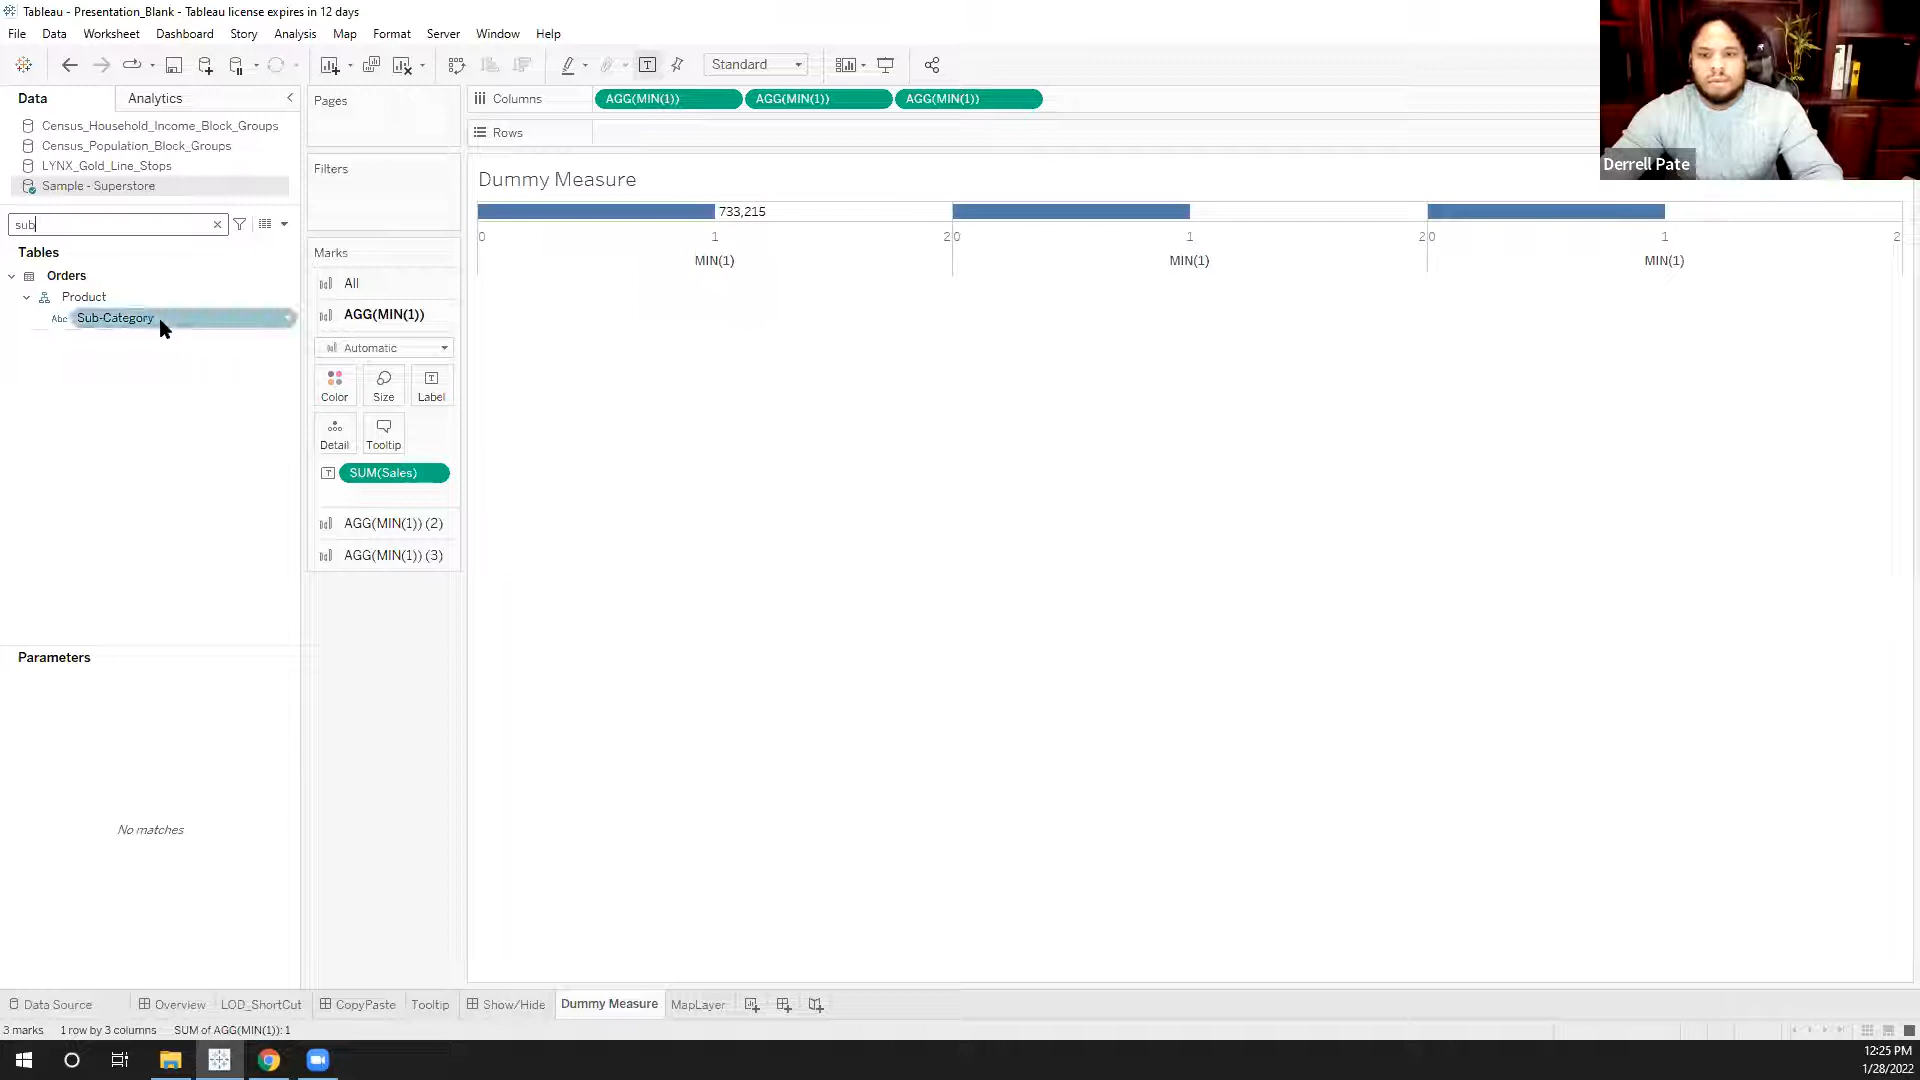 Tableau - Presentation_Blank - Tableau license expires in 12 days
File Data Worksheet Dashboard Story Analysis Map Format Server Window Help
Standard
Data Analytics
Pages
Columns AGG(MIN(1)) AGG(MIN(1)) AGG(MIN(1))
Rows
Census_Household_Income_Block_Groups
Census_Population_Block_Groups
LYNX_Gold_Line_Stops
Sample - Superstore
sub
Tables
Orders
Product
Abc Sub-Category
Parameters
No matches
Filters
Marks
All
AGG(MIN(1))
Automatic
Color Size Label
Detail Tooltip
SUM(Sales)
AGG(MIN(1)) (2)
AGG(MIN(1)) (3)
Dummy Measure
733,215
0 1 2 0 1 2 0 1 2
MIN(1) MIN(1) MIN(1)
Derrell Pate
Data Source Overview LOD_ShortCut CopyPaste Tooltip Show/Hide Dummy Measure MapLayer
3 marks 1 row by 3 columns SUM of AGG(MIN(1)): 1
12:25 PM
1/28/2022